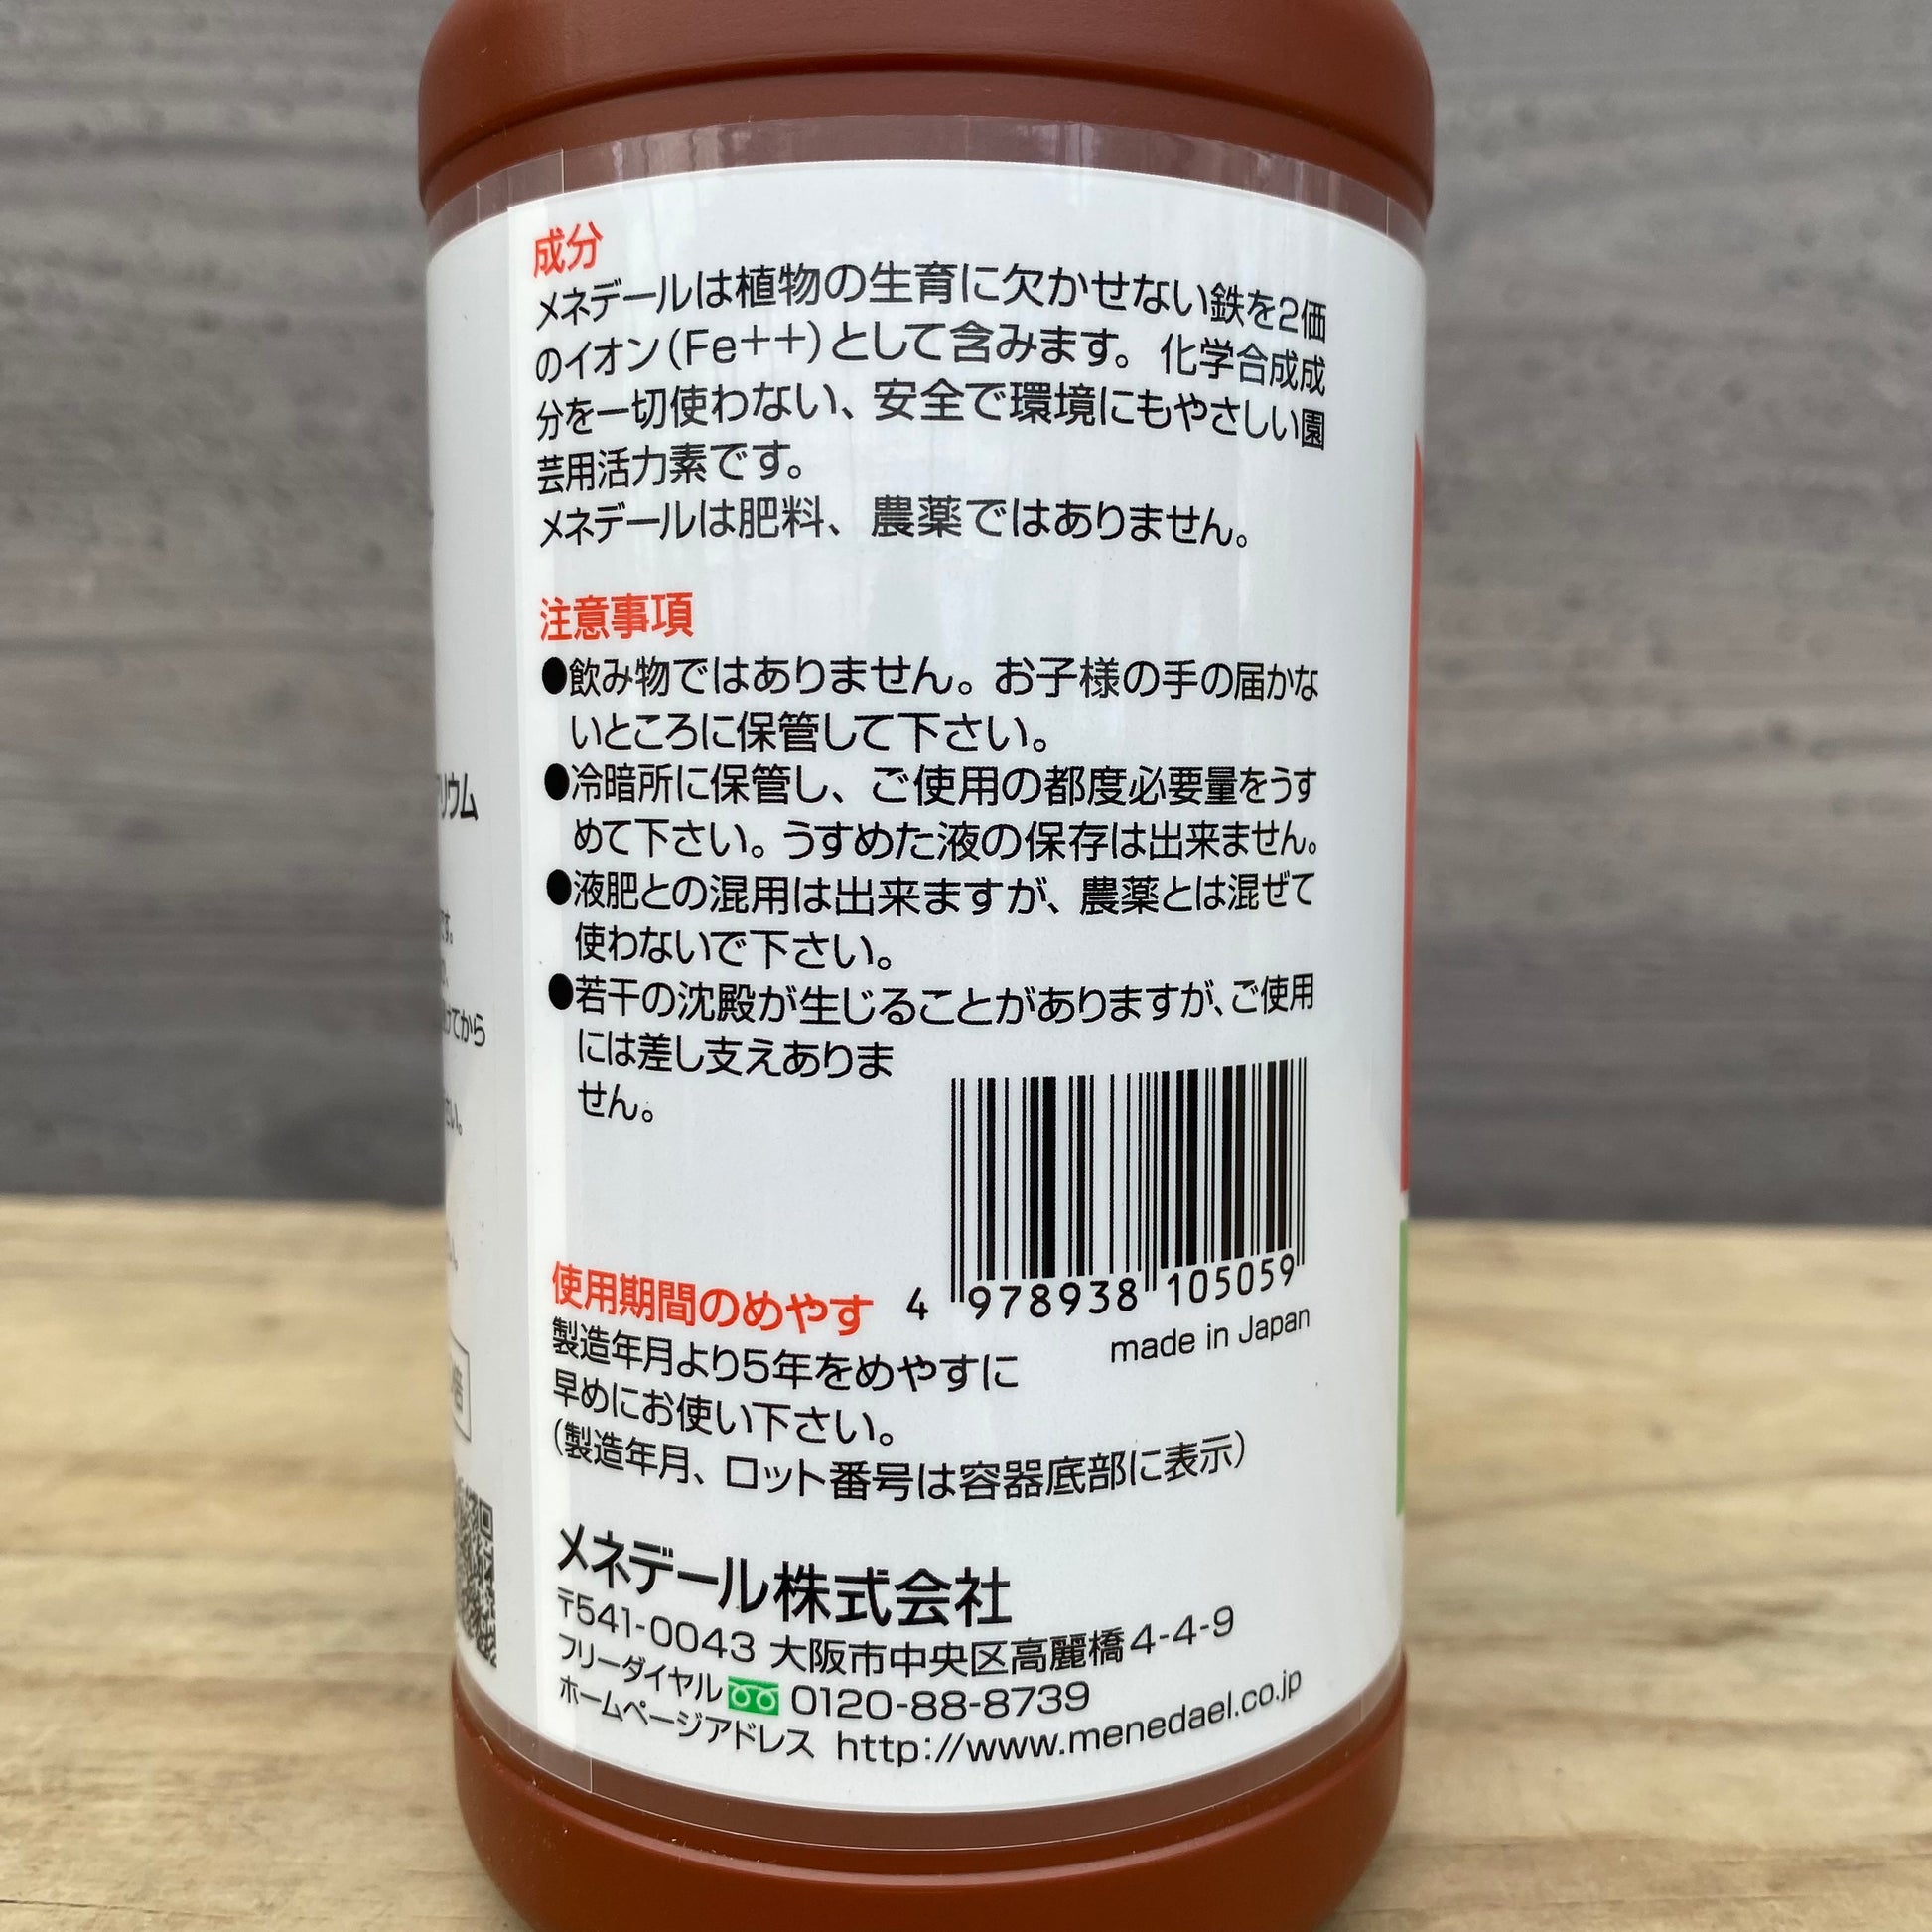 成分
メネデールは植物の生育に欠かせない鉄を2価
のイオン(Fe++)として含みます。化学合成成
分を一切使わない、安全で環境にもやさしい園
芸用活力素です。
メネデールは肥料、農薬ではありません。
注意事項
●飲み物ではありません。お子様の手の届かな
いところに保管して下さい。
●冷暗所に保管し、ご使用の都度必要量をうす
めて下さい。うすめた液の保存は出来ません。
●液肥との混用は出来ますが、農薬とは混ぜて
使わないで下さい。
●若干の沈殿が生じることがありますが、ご使用
には差し支えありま
せん。
4 978938 105059
made in Japan
使用期間のめやす
製造年月より5年をめやすに
早めにお使い下さい。
(製造年月、ロット番号は容器底部に表示)
メネデール株式会社
〒541-0043 大阪市中央区高麗橋4-4-9
フリーダイヤル 0120-88-8739
ホームページアドレス http://www.menedael.co.jp
リウム
す。
けてから
さい。